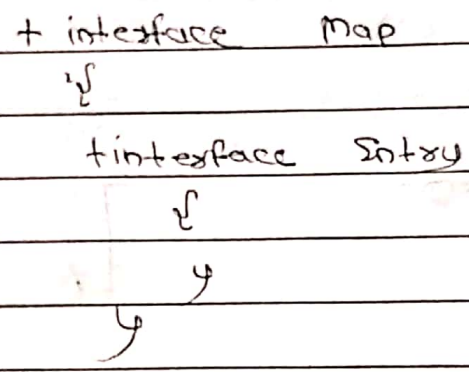 + interface Map
{
+interface Entry
{
}
}